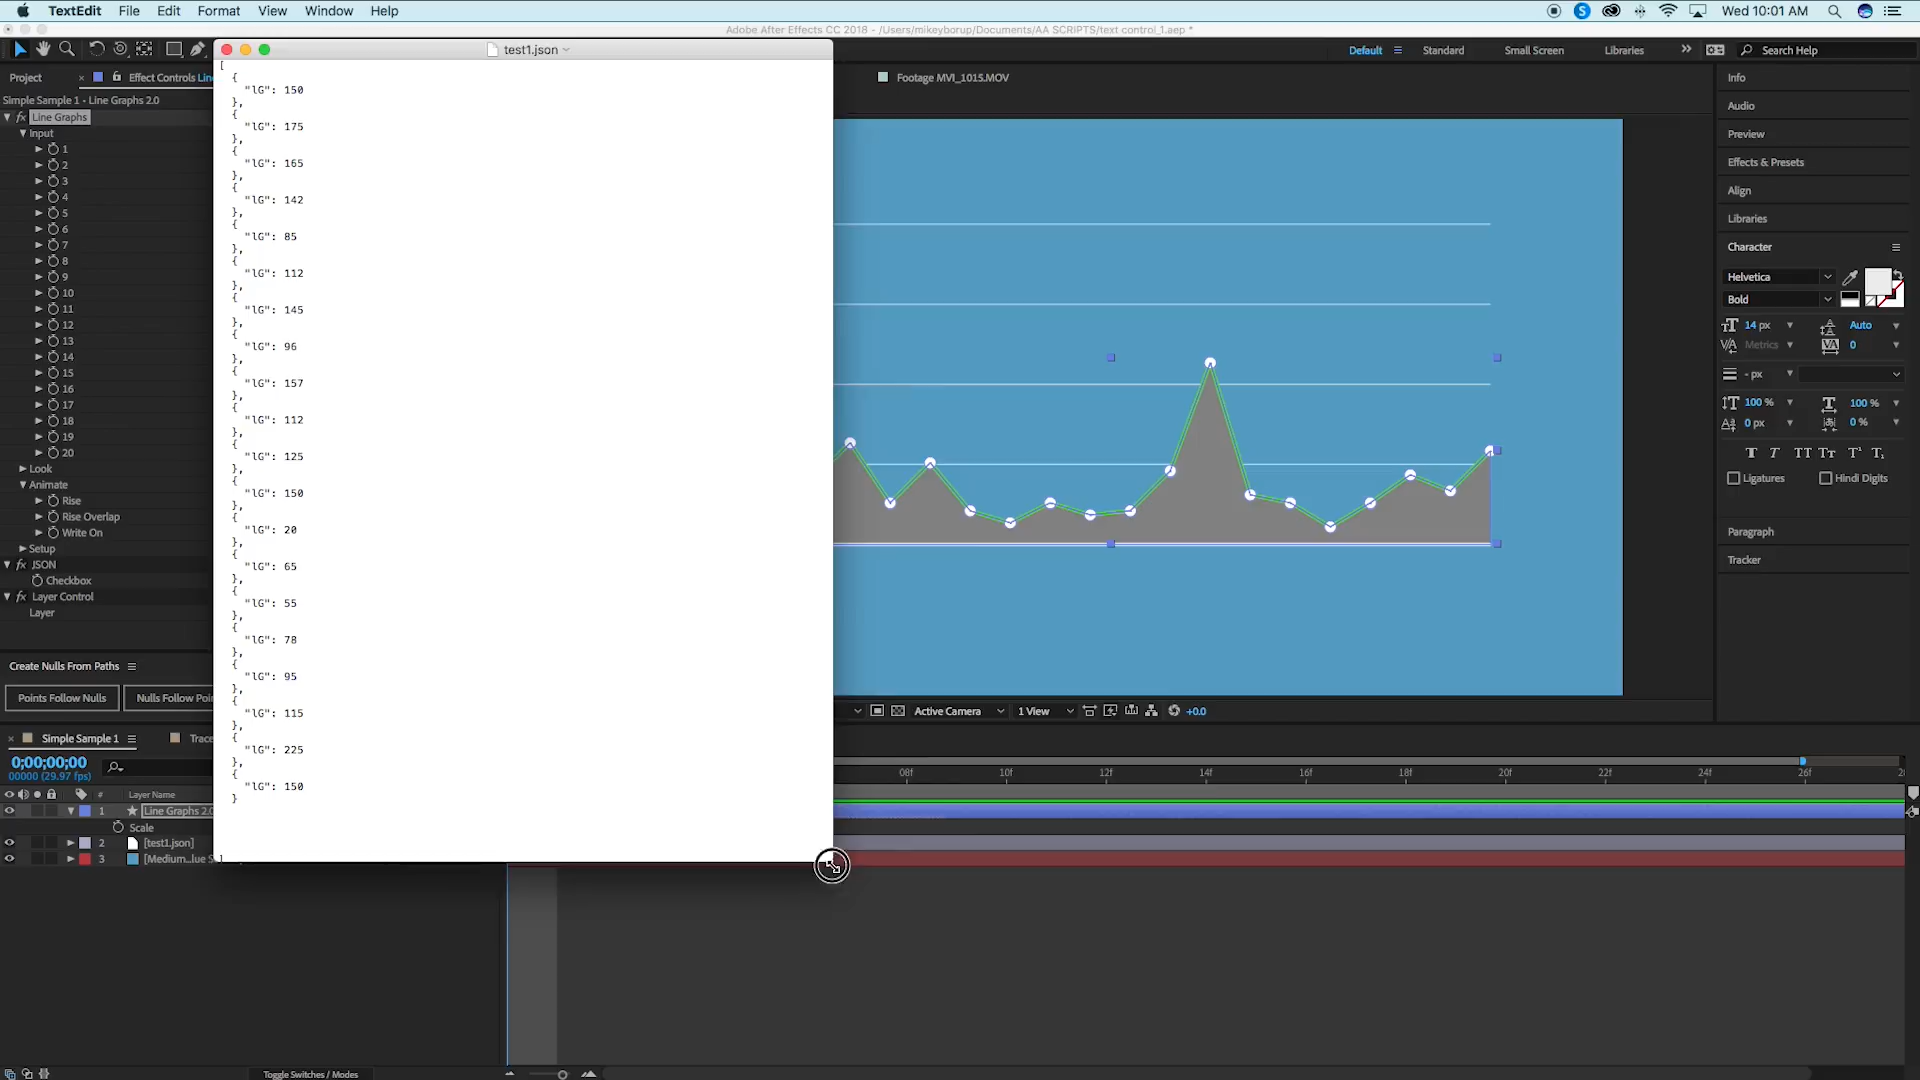 TextEdit File Edit Format View Window Help
Wed 10:01 AM
Adobe After Effects CC 2018 - /Users/mikeyborup/Documents/AA SCRIPTS/text control_1.aep *
test1.json
Default
Standard
Small Screen
Libraries
Search Help
Project
Effect Controls
Footage MVI_1015.MOV
Simple Sample 1 • Line Graphs 2.0
fx Line Graphs
Input
1
2
3
4
5
6
7
8
9
10
11
12
13
14
15
16
17
18
19
20
Look
Animate
Rise
Rise Overlap
Write On
Setup
fx JSON
Checkbox
fx Layer Control
Layer
[
{
"lG": 150
},
{
"lG": 175
},
{
"lG": 165
},
{
"lG": 142
},
{
"lG": 85
},
{
"lG": 112
},
{
"lG": 145
},
{
"lG": 96
},
{
"lG": 157
},
{
"lG": 112
},
{
"lG": 125
},
{
"lG": 150
},
{
"lG": 20
},
{
"lG": 65
},
{
"lG": 55
},
{
"lG": 78
},
{
"lG": 95
},
{
"lG": 115
},
{
"lG": 225
},
{
"lG": 150
}
Info
Audio
Preview
Effects & Presets
Align
Libraries
Character
Helvetica
Bold
14 px
Auto
Metrics
0
- px
100 %
100 %
0 px
0 %
Ligatures
Hindi Digits
Paragraph
Tracker
Create Nulls From Paths
Points Follow Nulls
Nulls Follow
Active Camera
1 View
+0.0
Simple Sample 1
0;00;00;00
00000 (29.97 fps)
# Layer Name
1 Line Graphs
Scale
2 [test1.json]
3
08f 10f 12f 14f 16f 18f 20f 22f 24f 26f
Toggle Switches / Modes